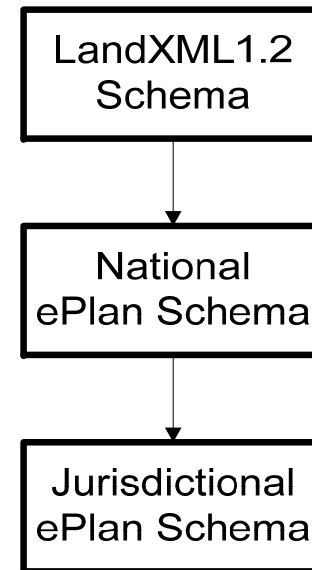 LandXML1.2
Schema
National
ePlan Schema
Jurisdictional
ePlan Schema